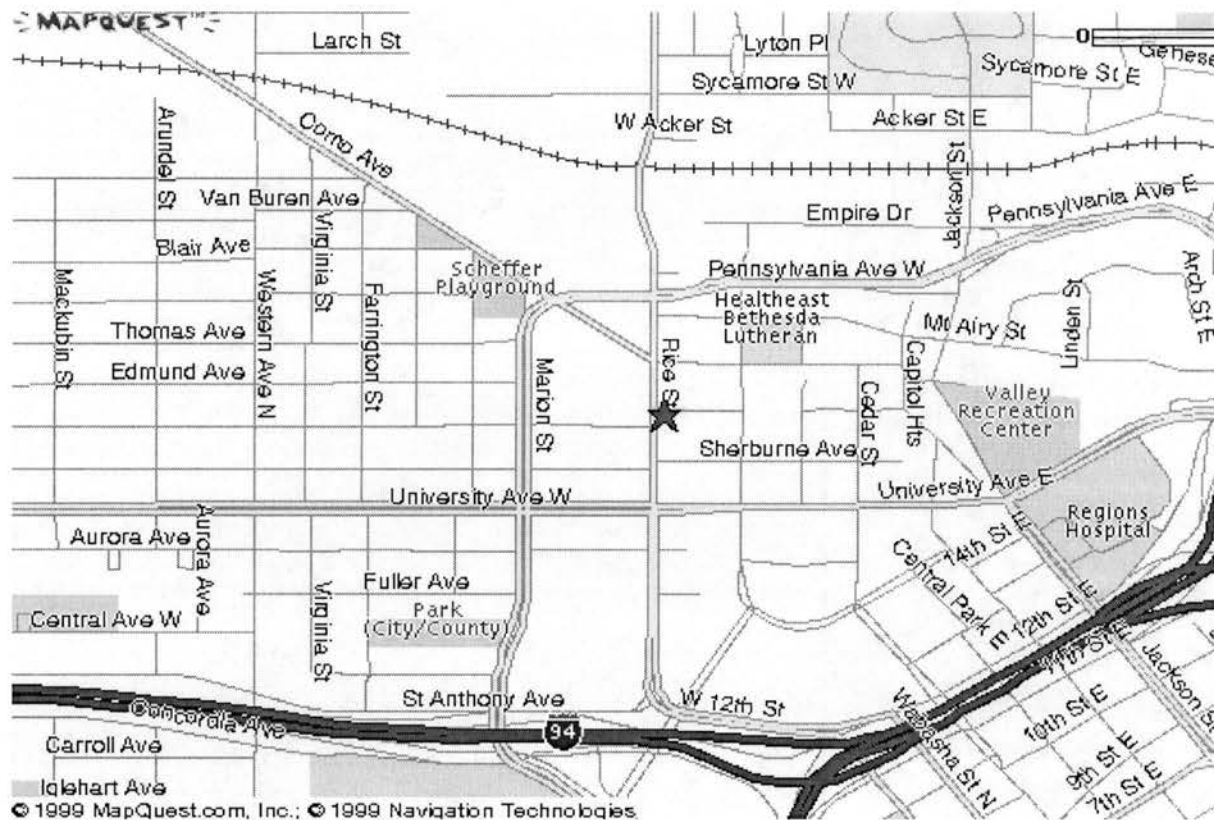 MAPQUEST™
Larch St
Lyton Pl
0
Genese
Sycamore St E
Sycamore St W
Acker St E
W Acker St
Arundel St
Como Ave
Jackson St
Van Buren Ave
Virginia St
Empire Dr
Pennsylvania Ave E
Blair Ave
Scheffer
Playground
Pennsylvania Ave W
Arch St E
Mackubin St
Western Ave N
Farrington St
Healtheast
Bethesda
Lutheran
Linden St
Mt Airy St
Thomas Ave
Rice St
Capitol Hts
Edmund Ave
Marion St
Cedar St
Valley
Recreation
Center
Sherburne Ave
University Ave W
University Ave E
Regions
Hospital
Aurora Ave
Aurora Ave
14th St E
Central Park E
Fuller Ave
Virginia St
Park
(City/County)
12th St E
Central Ave W
11th St E
Jackson St
St Anthony Ave
W 12th St
Wabasha St N
10th St E
Concordia Ave
94
Carroll Ave
9th St E
7th St E
Iglehart Ave
© 1999 MapQuest.com, Inc.; © 1999 Navigation Technologies